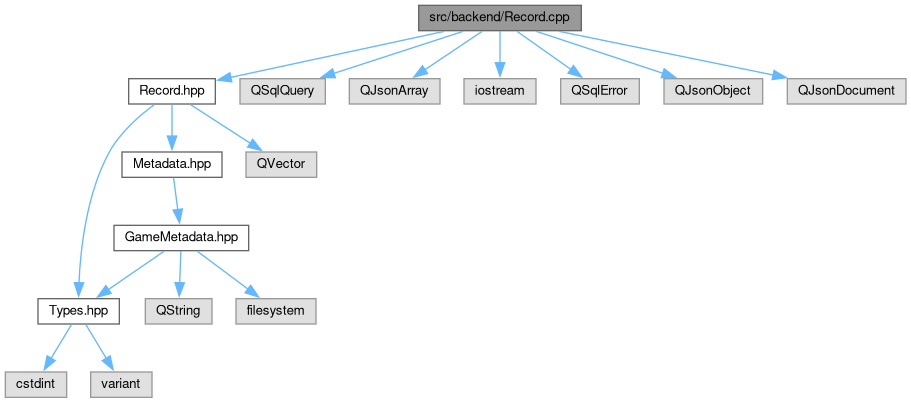 src/backend/Record.cpp
Record.hpp
QSqlQuery
QJsonArray
iostream
QSqlError
QJsonObject
QJsonDocument
Metadata.hpp
QVector
GameMetadata.hpp
Types.hpp
QString
filesystem
cstdint
variant